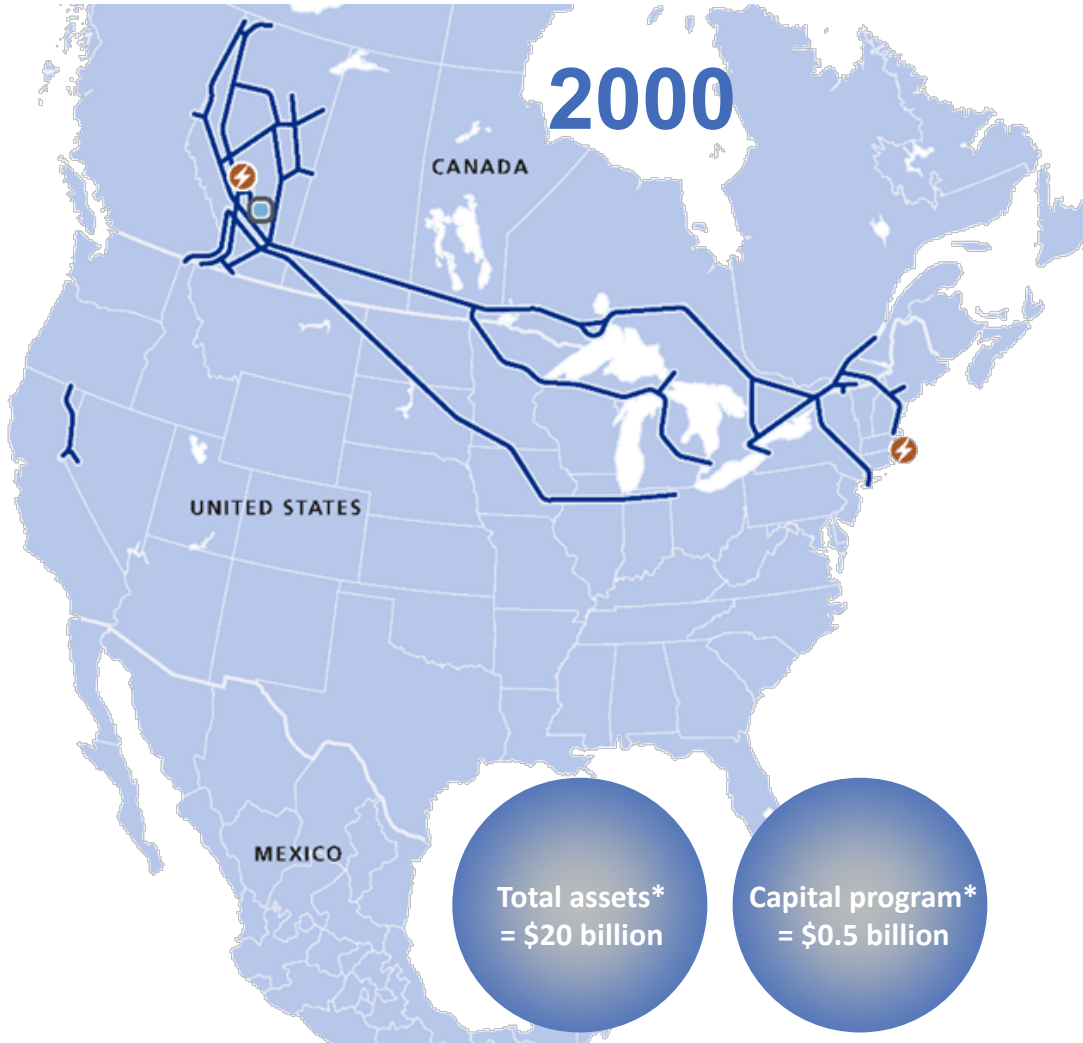 2000
CANADA
UNITED STATES
MEXICO
Total assets*
= $20 billion
Capital program*
= $0.5 billion